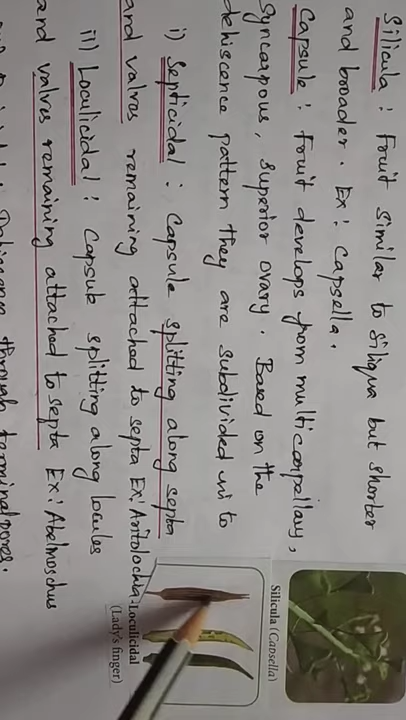 Silicula : Fruit similar to siliqua but shorter
and broader. Ex: Capsella.
Capsule : Fruit develops from multicarpellary,
Syncarpous, superior ovary. Based on the
dehiscence pattern they are subdivided into
i) Septicidal : Capsule splitting along septa
and valves remaining attached to septa Ex: Aristolochia
ii) Loculicidal : Capsule splitting along locules
and valves remaining attached to septa Ex: Abelmoschus
Dehiscence through terminal pores.
Silicula (Capsella)
Loculicidal
(Lady's finger)